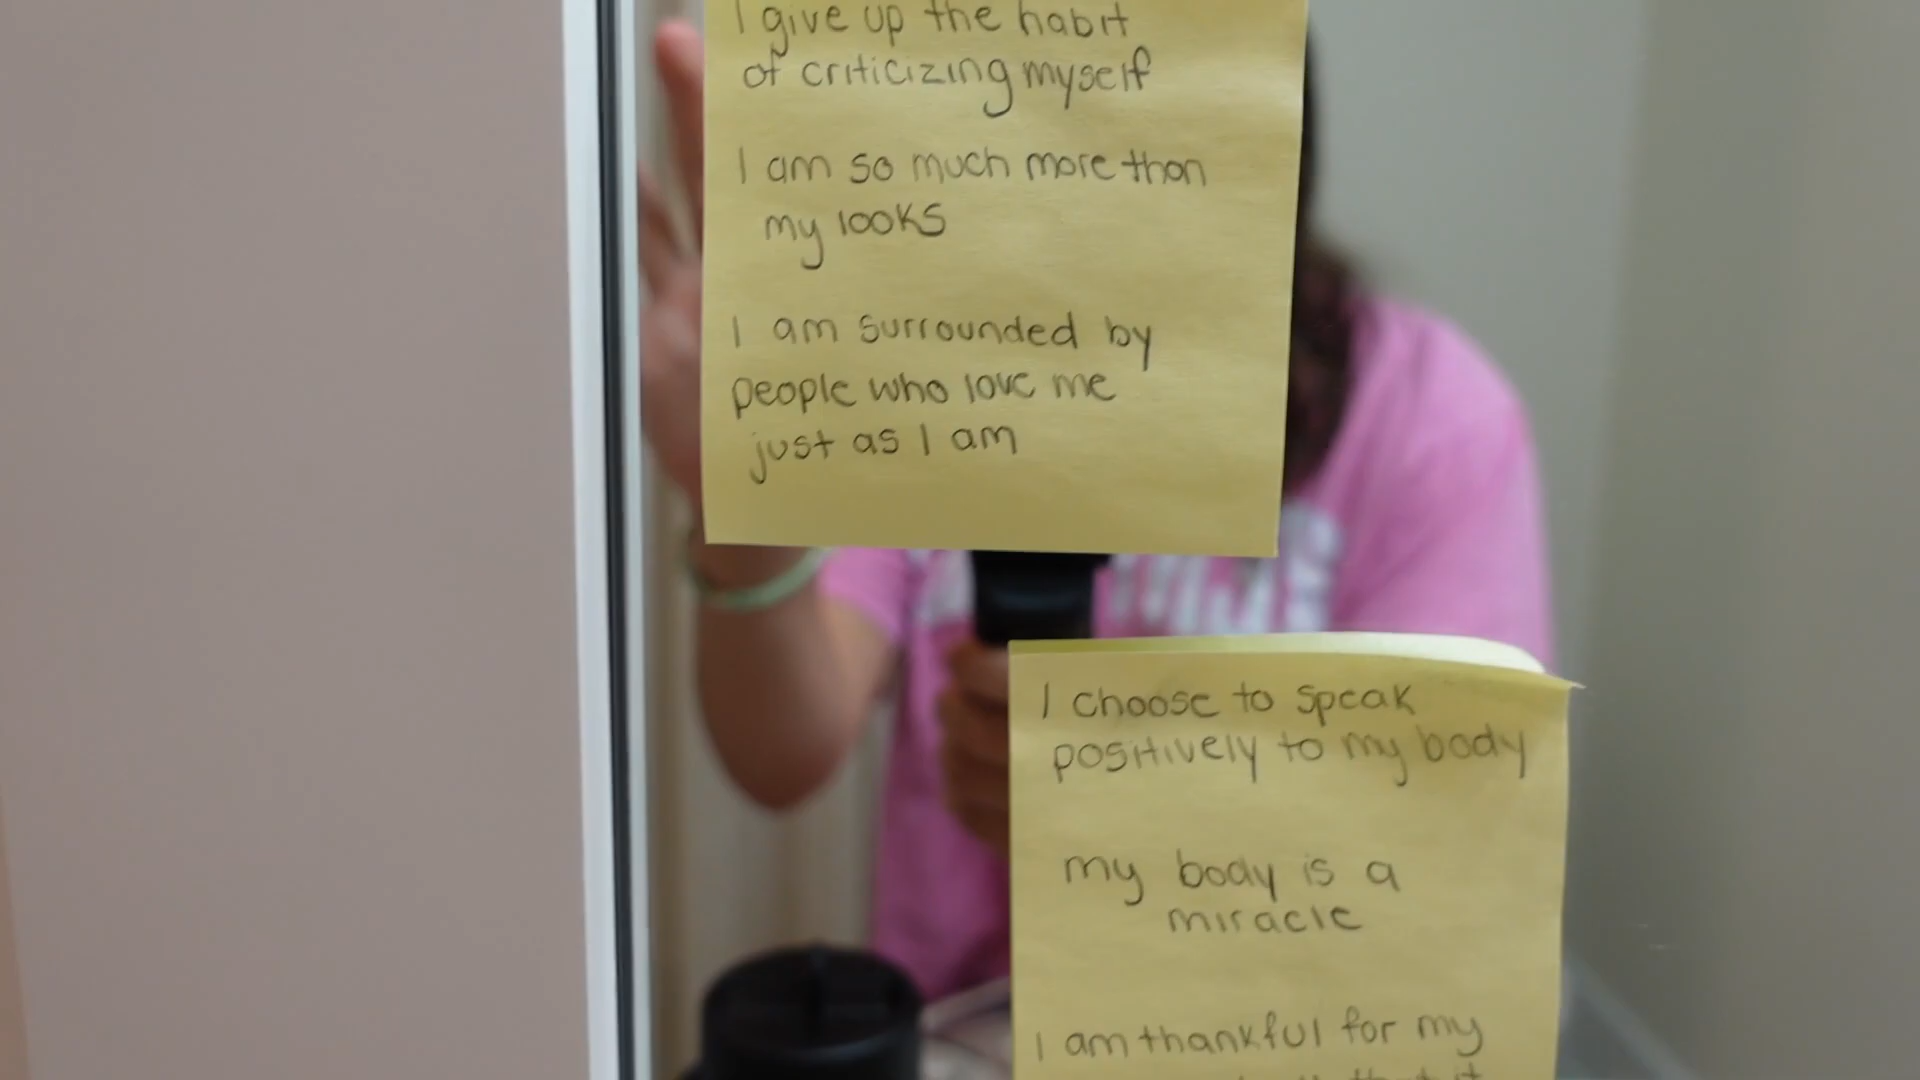 I give up the habit
of criticizing myself
I am so much more than
my looks
I am surrounded by
people who love me
just as I am
I choose to speak
positively to my body
my body is a
miracle
I am thankful for my